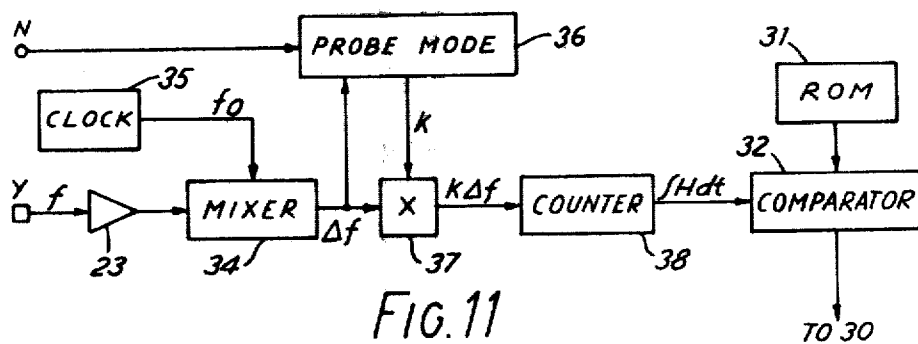 N
PROBE MODE
36
31
ROM
35
CLOCK
fo
K
32
Y
f
23
MIXER
34
Δf
X
37
KΔf
COUNTER
38
∫Hdt
COMPARATOR
TO 30
FIG. 11